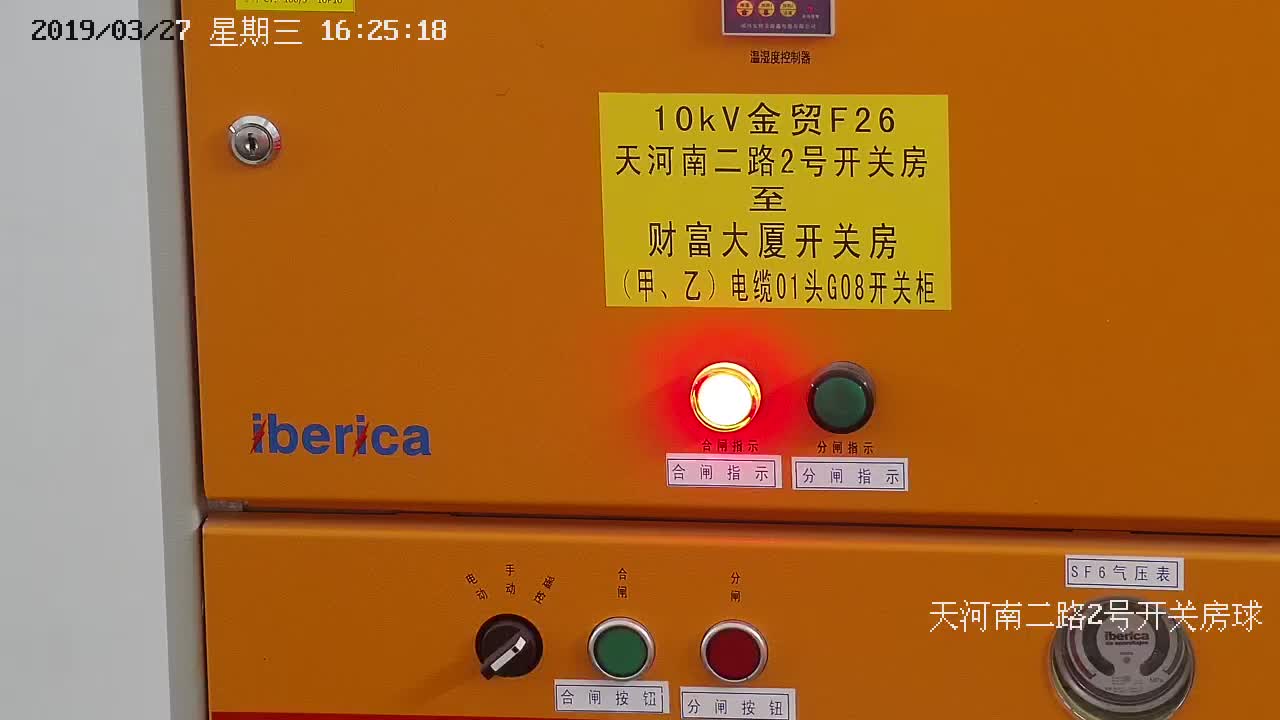 2019/03/27 星期三 16:25:18
温湿度控制器
10kV金贸F26
天河南二路2号开关房
至
财富大厦开关房
（甲、乙）电缆01头G08开关柜
iberica
合闸指示
分闸指示
合闸指示
分闸指示
电动
手动
合闸
分闸
SF6气压表
天河南二路2号开关房球
iberica
合闸按钮
分闸按钮